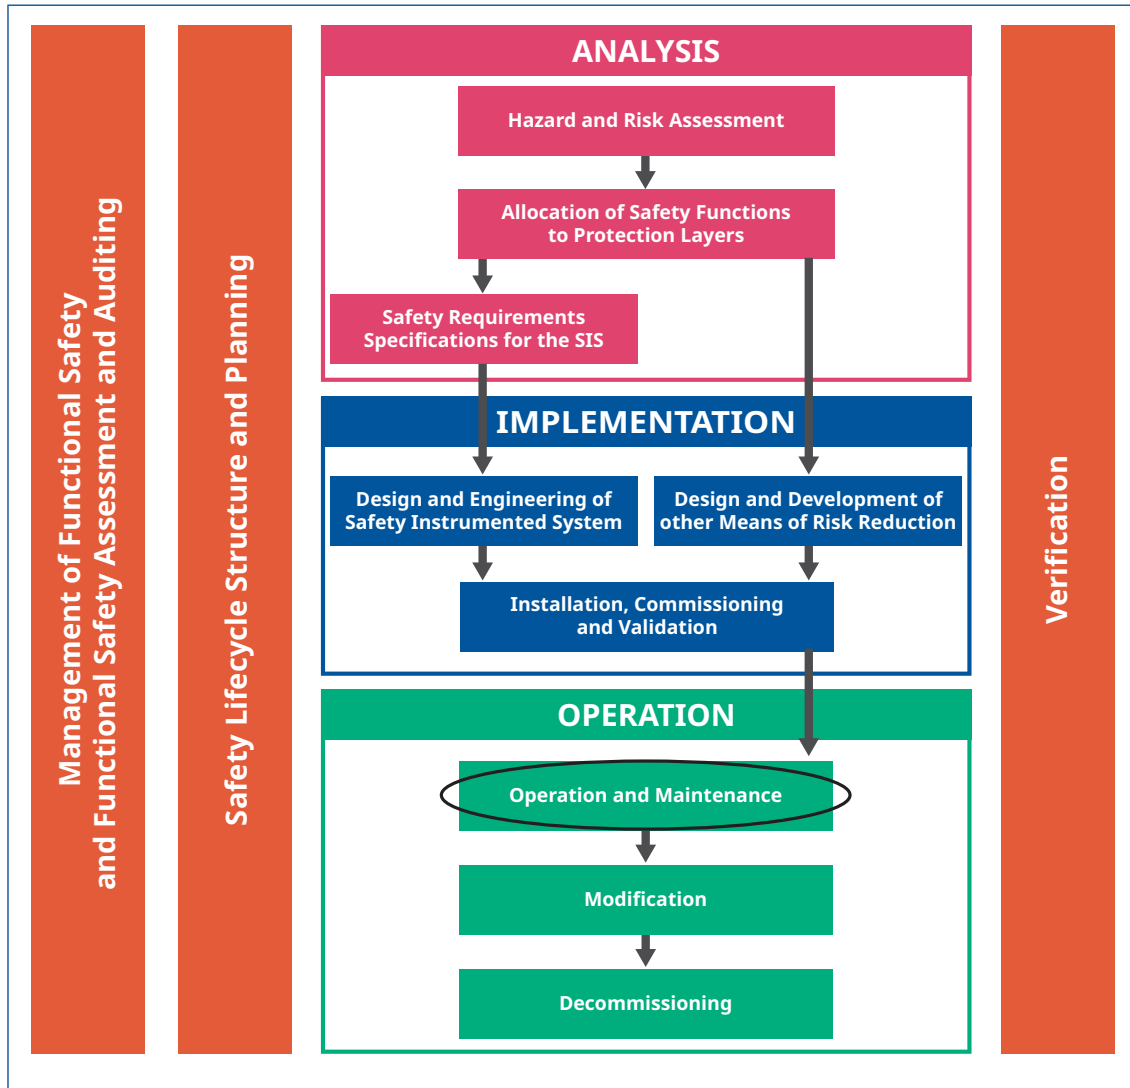 Management of Functional Safety
and Functional Safety Assessment and Auditing
Safety Lifecycle Structure and Planning
ANALYSIS
Hazard and Risk Assessment
Allocation of Safety Functions
to Protection Layers
Safety Requirements
Specifications for the SIS
IMPLEMENTATION
Design and Engineering of
Safety Instrumented System
Design and Development of
other Means of Risk Reduction
Installation, Commissioning
and Validation
OPERATION
Operation and Maintenance
Modification
Decommissioning
Verification